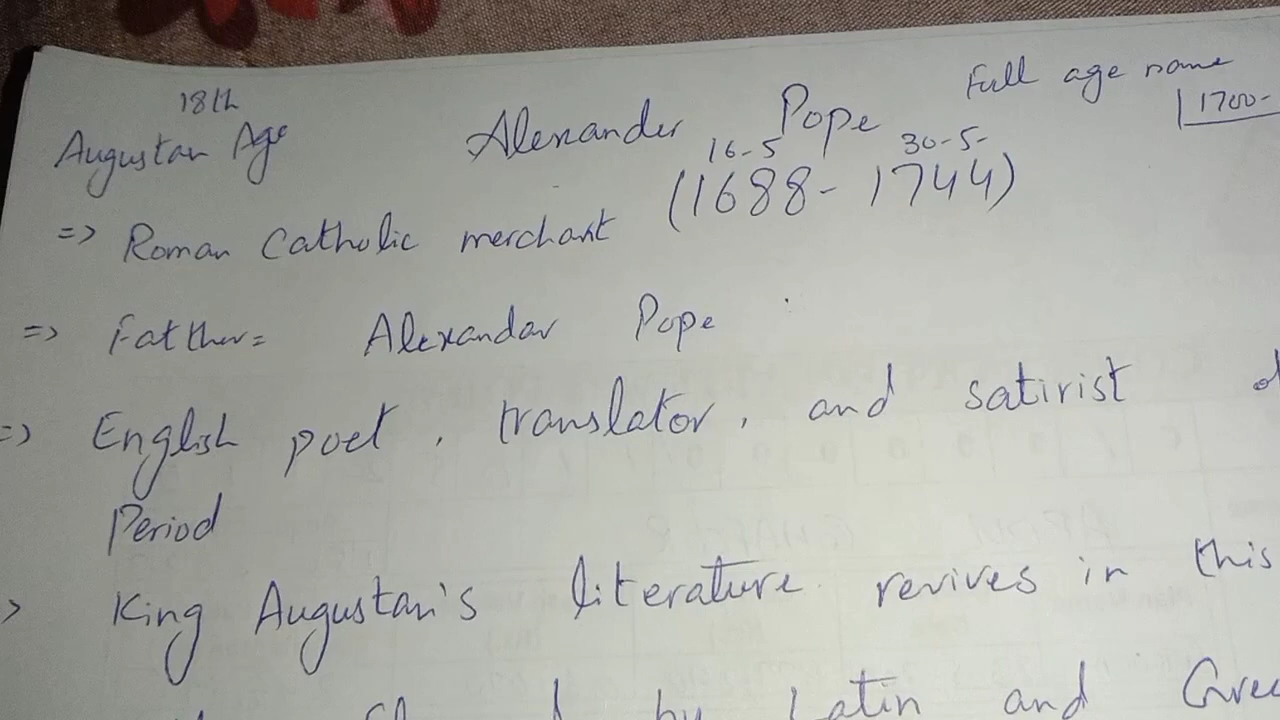 18th
Augustan Age
Alexander Pope
Full age name
1700-
16-5 30-5-
(1688- 1744)
=> Roman Catholic merchant
=> Father= Alexandar Pope
=> English poet, translator, and satirist
Period
King Augustan's literature revives in this
by Latin and